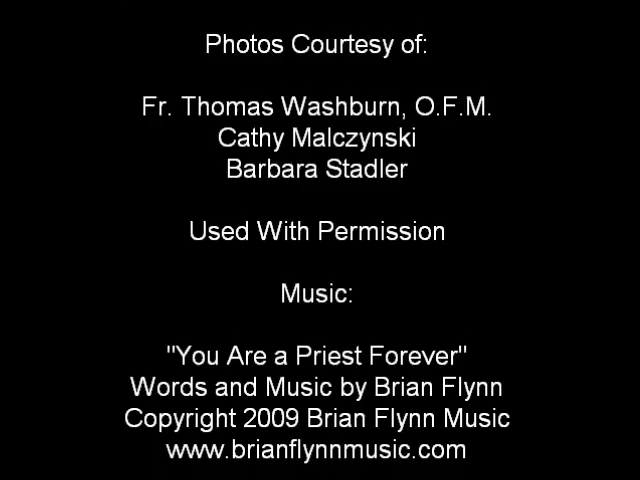 Photos Courtesy of:
Fr. Thomas Washburn, O.F.M.
Cathy Malczynski
Barbara Stadler
Used With Permission
Music:
"You Are a Priest Forever"
Words and Music by Brian Flynn
Copyright 2009 Brian Flynn Music
www.brianflynnmusic.com